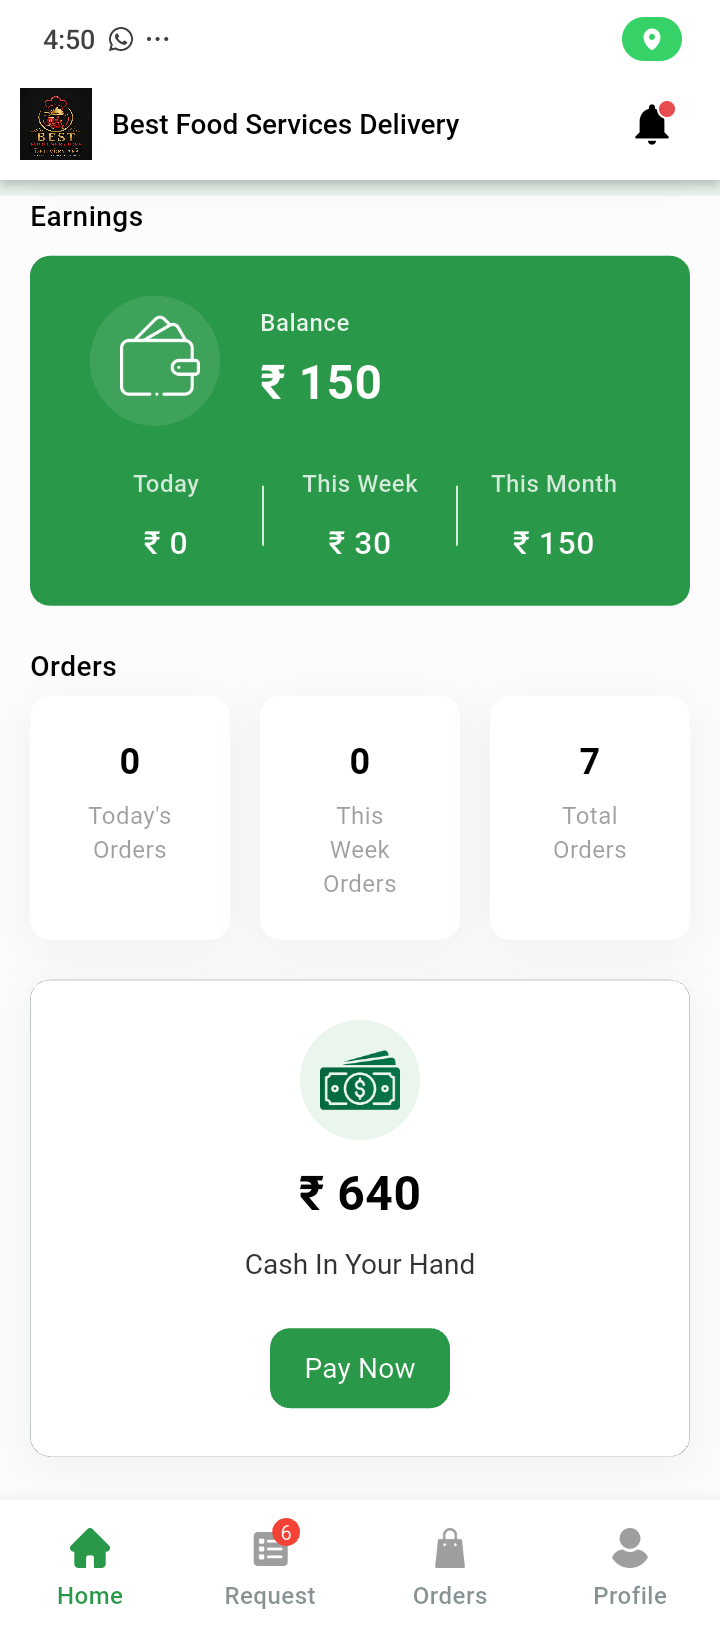 4:50
BEST
Best Food Services Delivery
Earnings
Balance
₹ 150
Today
This Week
This Month
₹ 0
₹ 30
₹ 150
Orders
0
0
7
Today's
Orders
This
Week
Orders
Total
Orders
$
₹ 640
Cash In Your Hand
Pay Now
6
Home
Request
Orders
Profile